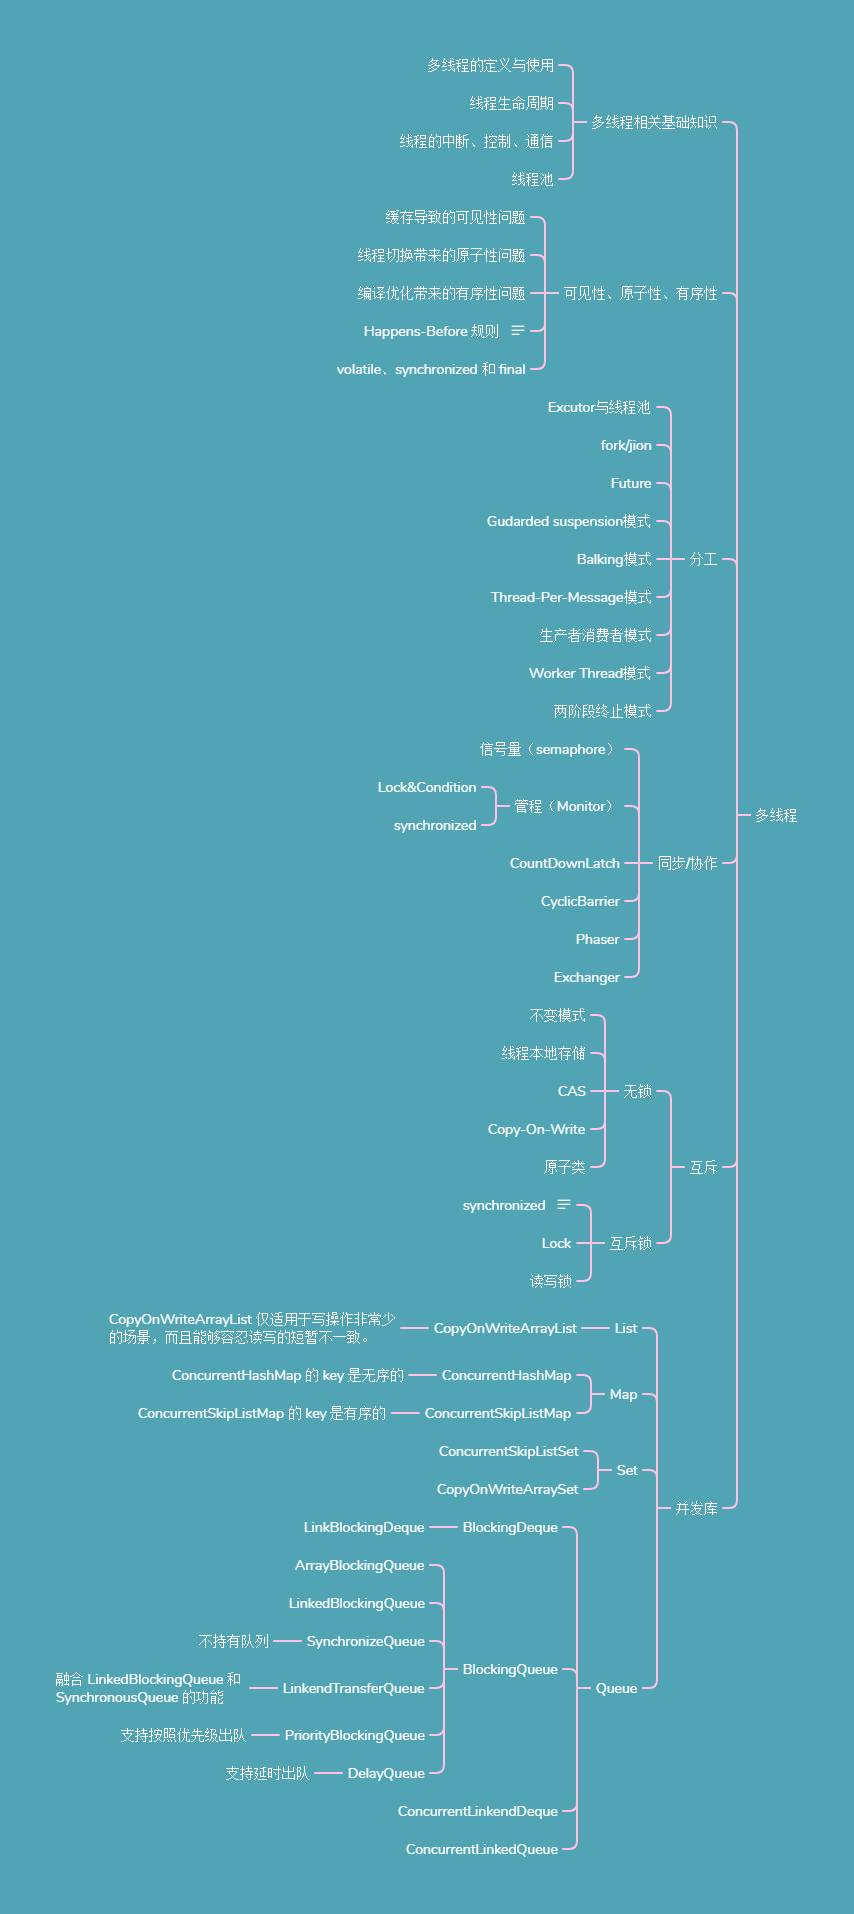 多线程的定义与使用
线程生命周期
线程的中断、控制、通信
线程池
多线程相关基础知识
缓存导致的可见性问题
线程切换带来的原子性问题
编译优化带来的有序性问题
Happens-Before 规则
volatile、synchronized 和 final
可见性、原子性、有序性
Excutor与线程池
fork/jion
Future
Gudarded suspension模式
Balking模式
Thread-Per-Message模式
生产者消费者模式
Worker Thread模式
两阶段终止模式
分工
信号量（semaphore）
Lock&Condition
synchronized
管程（Monitor）
CountDownLatch
CyclicBarrier
Phaser
Exchanger
同步/协作
多线程
不变模式
线程本地存储
CAS
Copy-On-Write
原子类
无锁
synchronized
Lock
读写锁
互斥锁
互斥
CopyOnWriteArrayList 仅适用于写操作非常少
的场景，而且能够容忍读写的短暂不一致。
CopyOnWriteArrayList
List
ConcurrentHashMap 的 key 是无序的
ConcurrentHashMap
ConcurrentSkipListMap 的 key 是有序的
ConcurrentSkipListMap
Map
ConcurrentSkipListSet
CopyOnWriteArraySet
Set
并发库
LinkBlockingDeque
BlockingDeque
ArrayBlockingQueue
LinkedBlockingQueue
不持有队列
SynchronizeQueue
融合 LinkedBlockingQueue 和
SynchronousQueue 的功能
LinkendTransferQueue
支持按照优先级出队
PriorityBlockingQueue
支持延时出队
DelayQueue
BlockingQueue
Queue
ConcurrentLinkendDeque
ConcurrentLinkedQueue